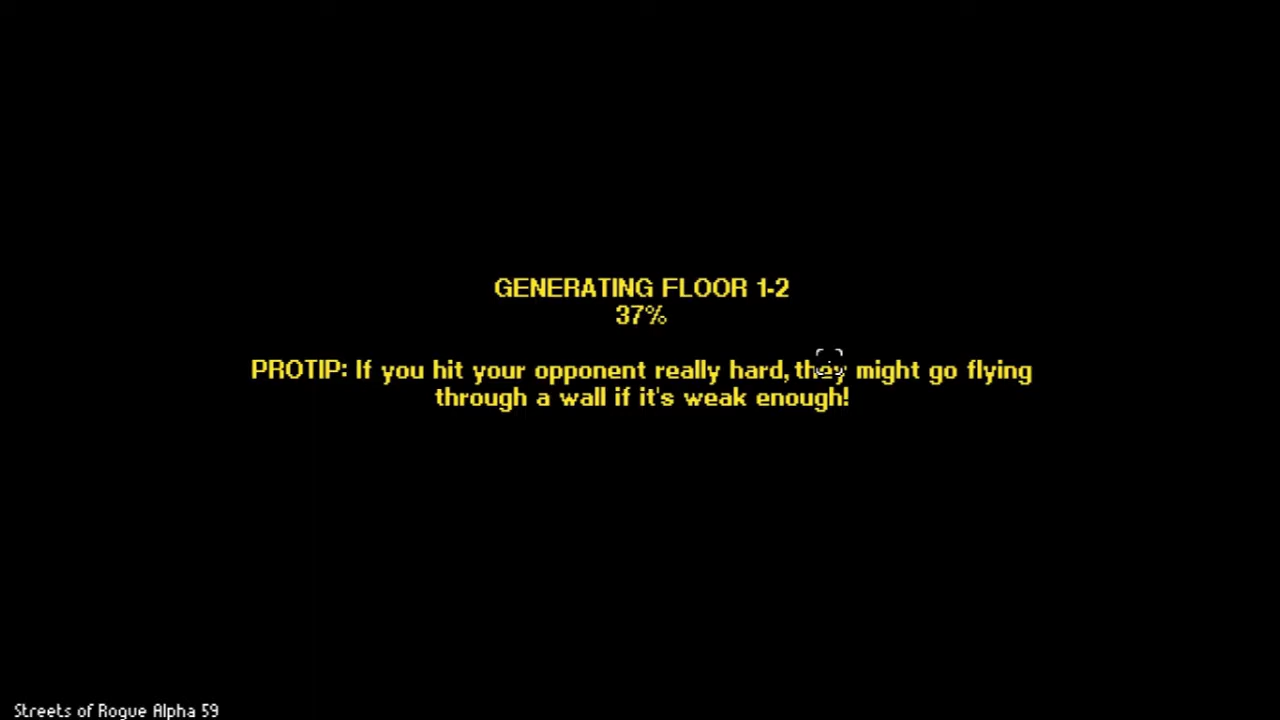 GENERATING FLOOR 1-2
37%
PROTIP: If you hit your opponent really hard, they might go flying
through a wall if it's weak enough!
Streets of Rogue Alpha 59